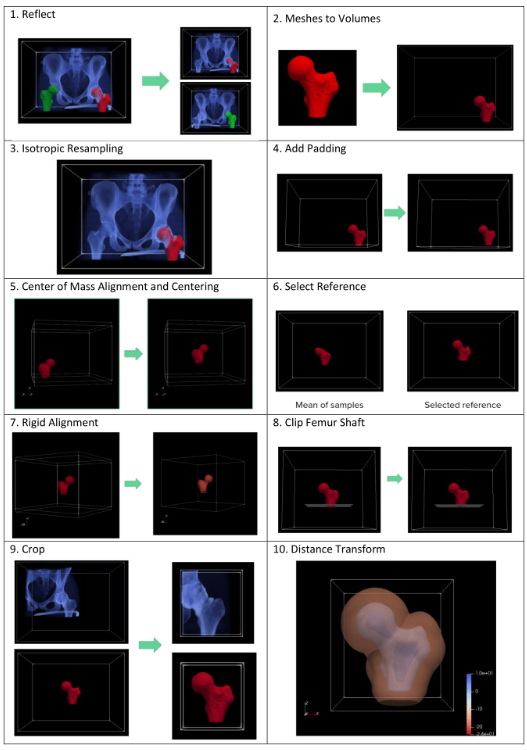 1. Reflect
2. Meshes to Volumes
3. Isotropic Resampling
4. Add Padding
5. Center of Mass Alignment and Centering
6. Select Reference
Mean of samples
Selected reference
7. Rigid Alignment
8. Clip Femur Shaft
9. Crop
10. Distance Transform
1.0e+01
0
-10
-20
-2.6e+01